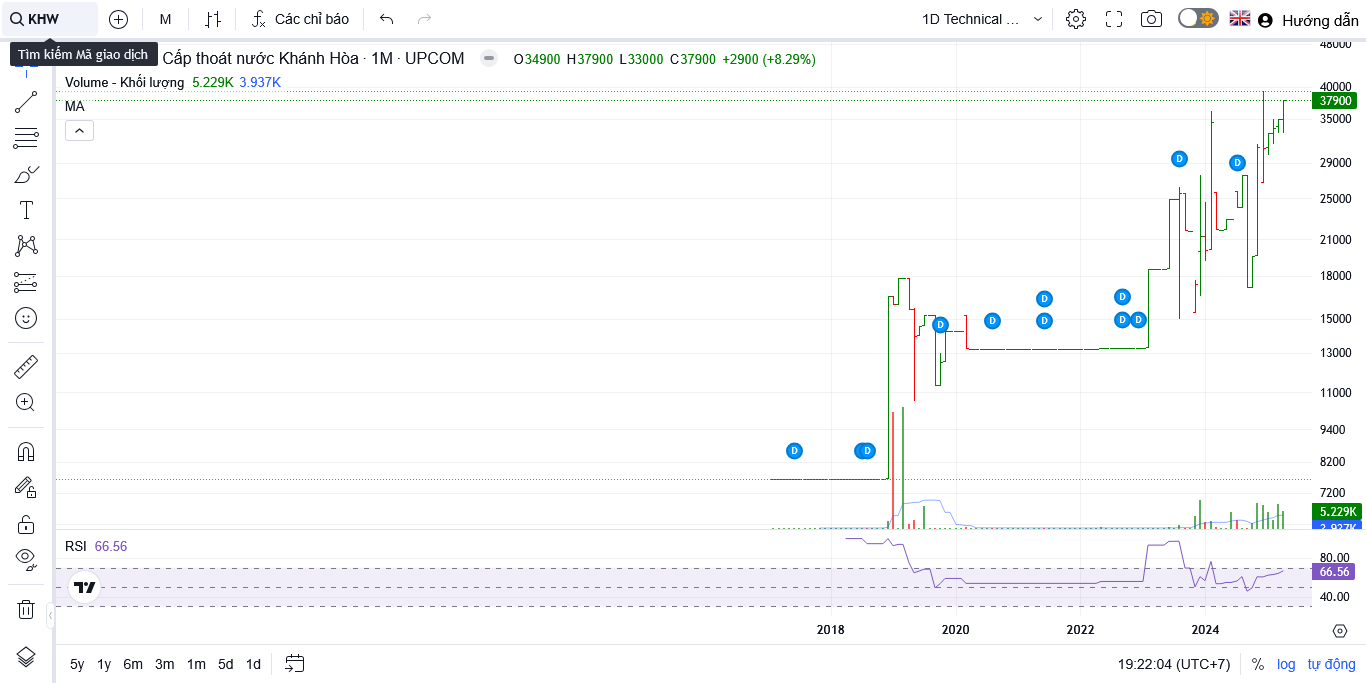 KHW M Các chỉ báo 1D Technical ... Hướng dẫn
Tìm kiếm Mã giao dịch
Cấp thoát nước Khánh Hòa · 1M · UPCOM O34900 H37900 L33000 C37900 +2900 (+8.29%)
Volume - Khối lượng 5.229K 3.937K
MA
48000
40000
37900
35000
29000
25000
21000
18000
15000
13000
11000
9400
8200
7200
5.229K
3.937K
D
D
D
D
D
D
D
D
D
D
D
D
RSI 66.56
80.00
66.56
40.00
2018 2020 2022 2024
5y 1y 6m 3m 1m 5d 1d 19:22:04 (UTC+7) % log tự động